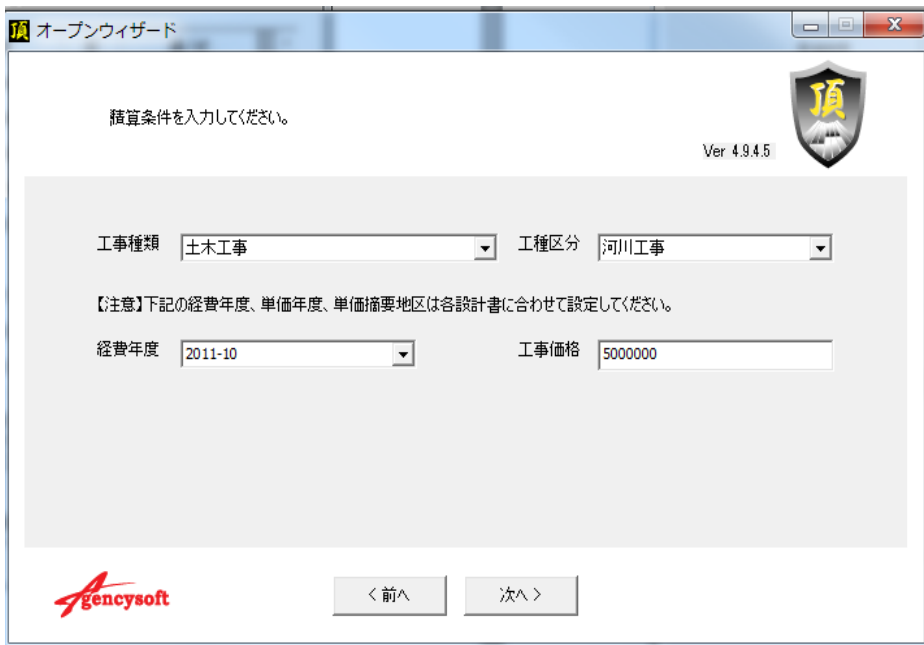 頂 オープンウィザード
積算条件を入力してください。
頂
Ver 4.9.4.5
工事種類 土木工事 工種区分 河川工事
【注意】下記の経費年度、単価年度、単価摘要地区は各設計書に合わせて設定してください。
経費年度 2011-10 工事価格 5000000
Agencysoft
< 前へ 次へ >